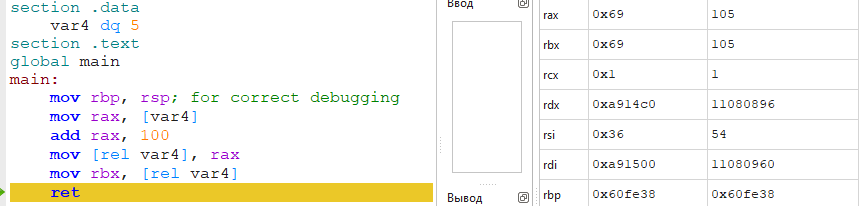 section .data
var4 dq 5
section .text
global main
main:
mov rbp, rsp; for correct debugging
mov rax, [var4]
add rax, 100
mov [rel var4], rax
mov rbx, [rel var4]
ret
Ввод
Вывод
rax 0x69 105
rbx 0x69 105
rcx 0x1 1
rdx 0xa914c0 11080896
rsi 0x36 54
rdi 0xa91500 11080960
rbp 0x60fe38 0x60fe38